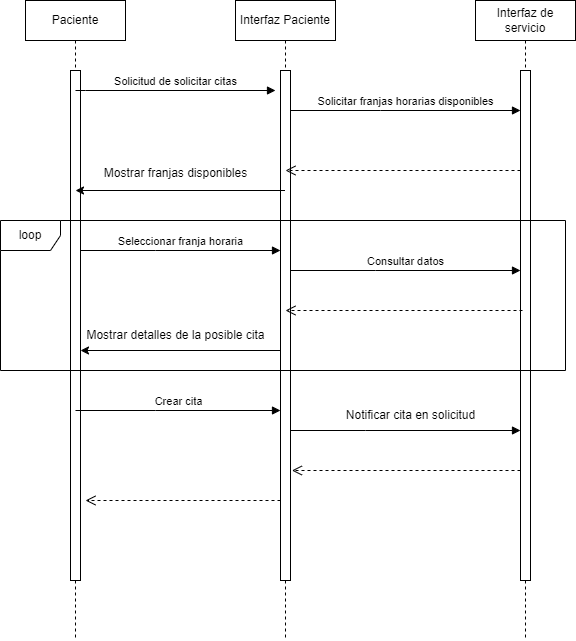 Paciente
Interfaz Paciente
Interfaz de
servicio
Solicitud de solicitar citas
Solicitar franjas horarias disponibles
Mostrar franjas disponibles
loop
Seleccionar franja horaria
Consultar datos
Mostrar detalles de la posible cita
Crear cita
Notificar cita en solicitud